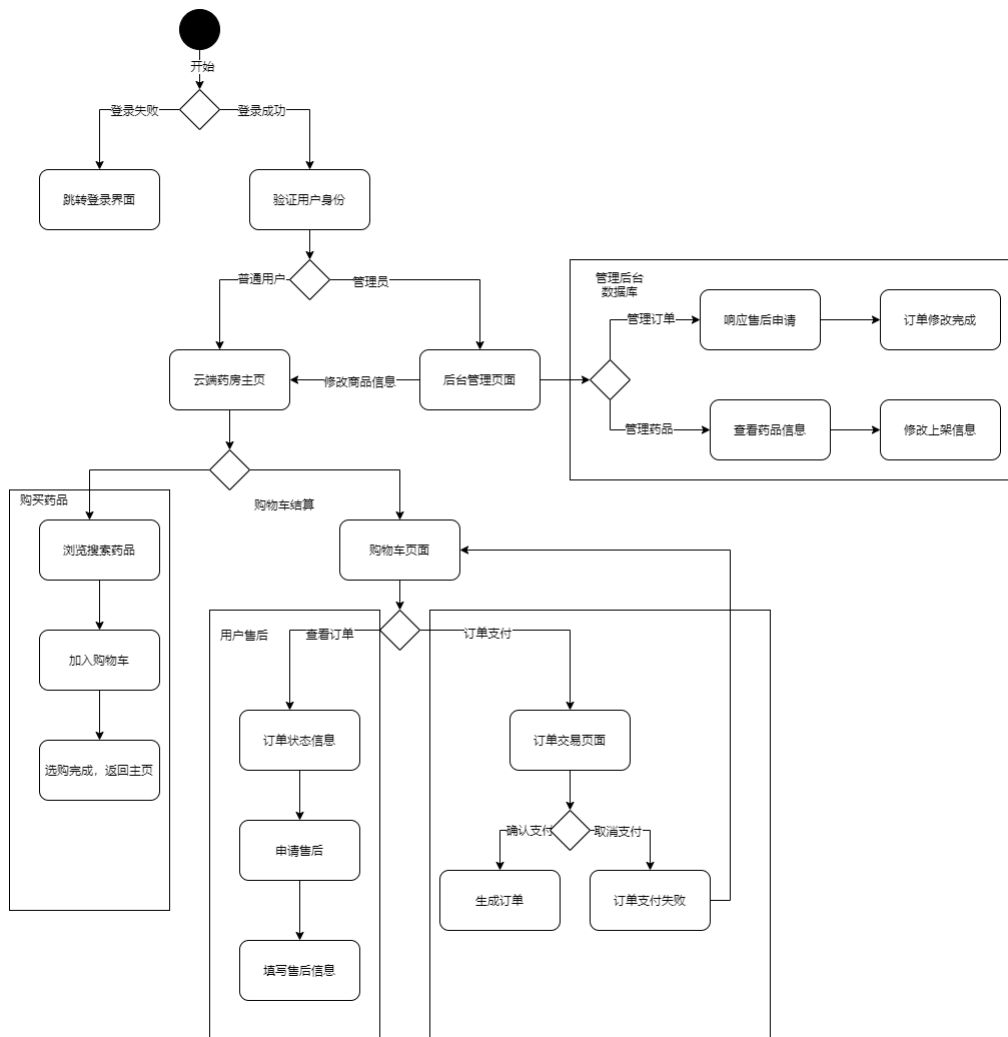 开始
登录失败
登录成功
跳转登录界面
验证用户身份
普通用户
管理员
管理后台
数据库
管理订单
响应售后申请
订单修改完成
云端药房主页
修改商品信息
后台管理页面
管理药品
查看药品信息
修改上架信息
购买药品
购物车结算
浏览搜索药品
购物车页面
用户售后
查看订单
订单支付
加入购物车
订单状态信息
订单交易页面
选购完成，返回主页
确认支付
取消支付
申请售后
生成订单
订单支付失败
填写售后信息